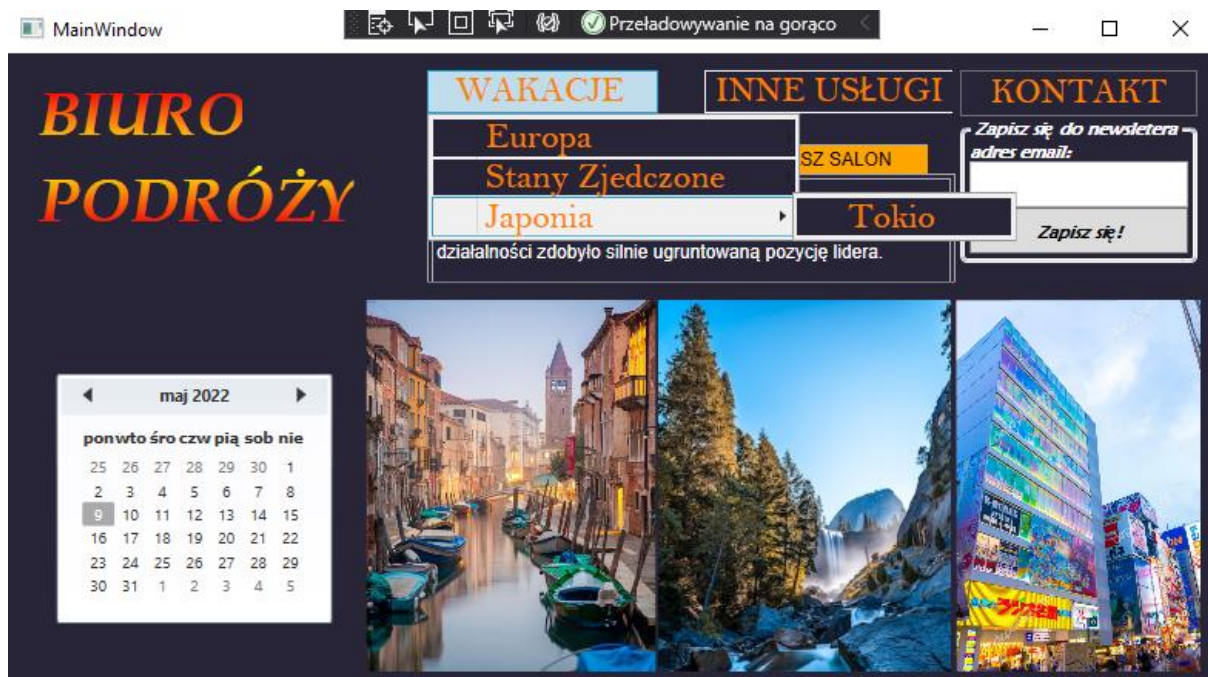 MainWindow
Przeładowywanie na gorąco
BIURO
PODRÓŻY
WAKACJE
INNE USŁUGI
KONTAKT
Europa
Stany Zjedczone
Japonia
Tokio
SZ SALON
działalności zdobyło silnie ugruntowaną pozycję lidera.
Zapisz się do newsletera
adres email:
Zapisz się!
maj 2022
pon wto śro czw pią sob nie
25 26 27 28 29 30 1
2 3 4 5 6 7 8
9 10 11 12 13 14 15
16 17 18 19 20 21 22
23 24 25 26 27 28 29
30 31 1 2 3 4 5